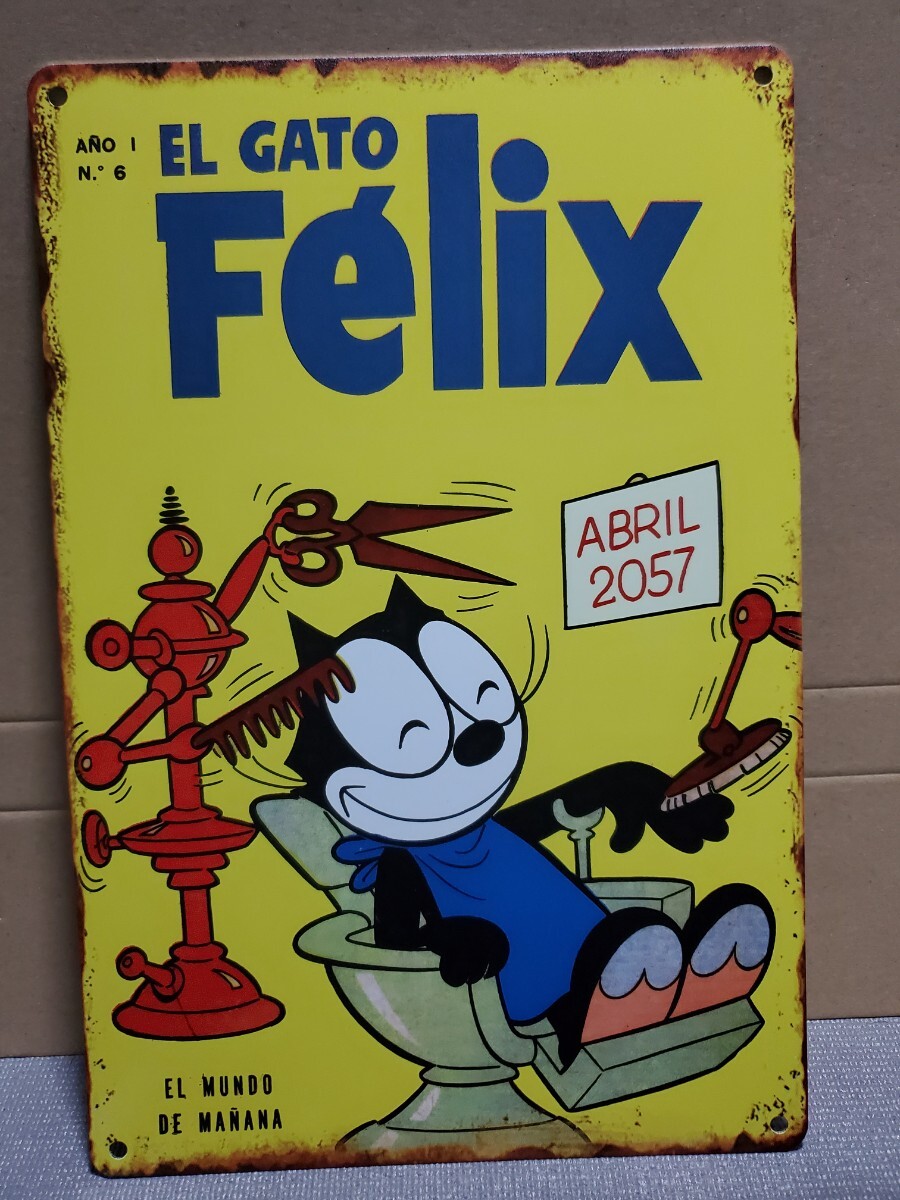 AÑO I
N.° 6
EL GATO
Félix
ABRIL
2057
EL MUNDO
DE MAÑANA